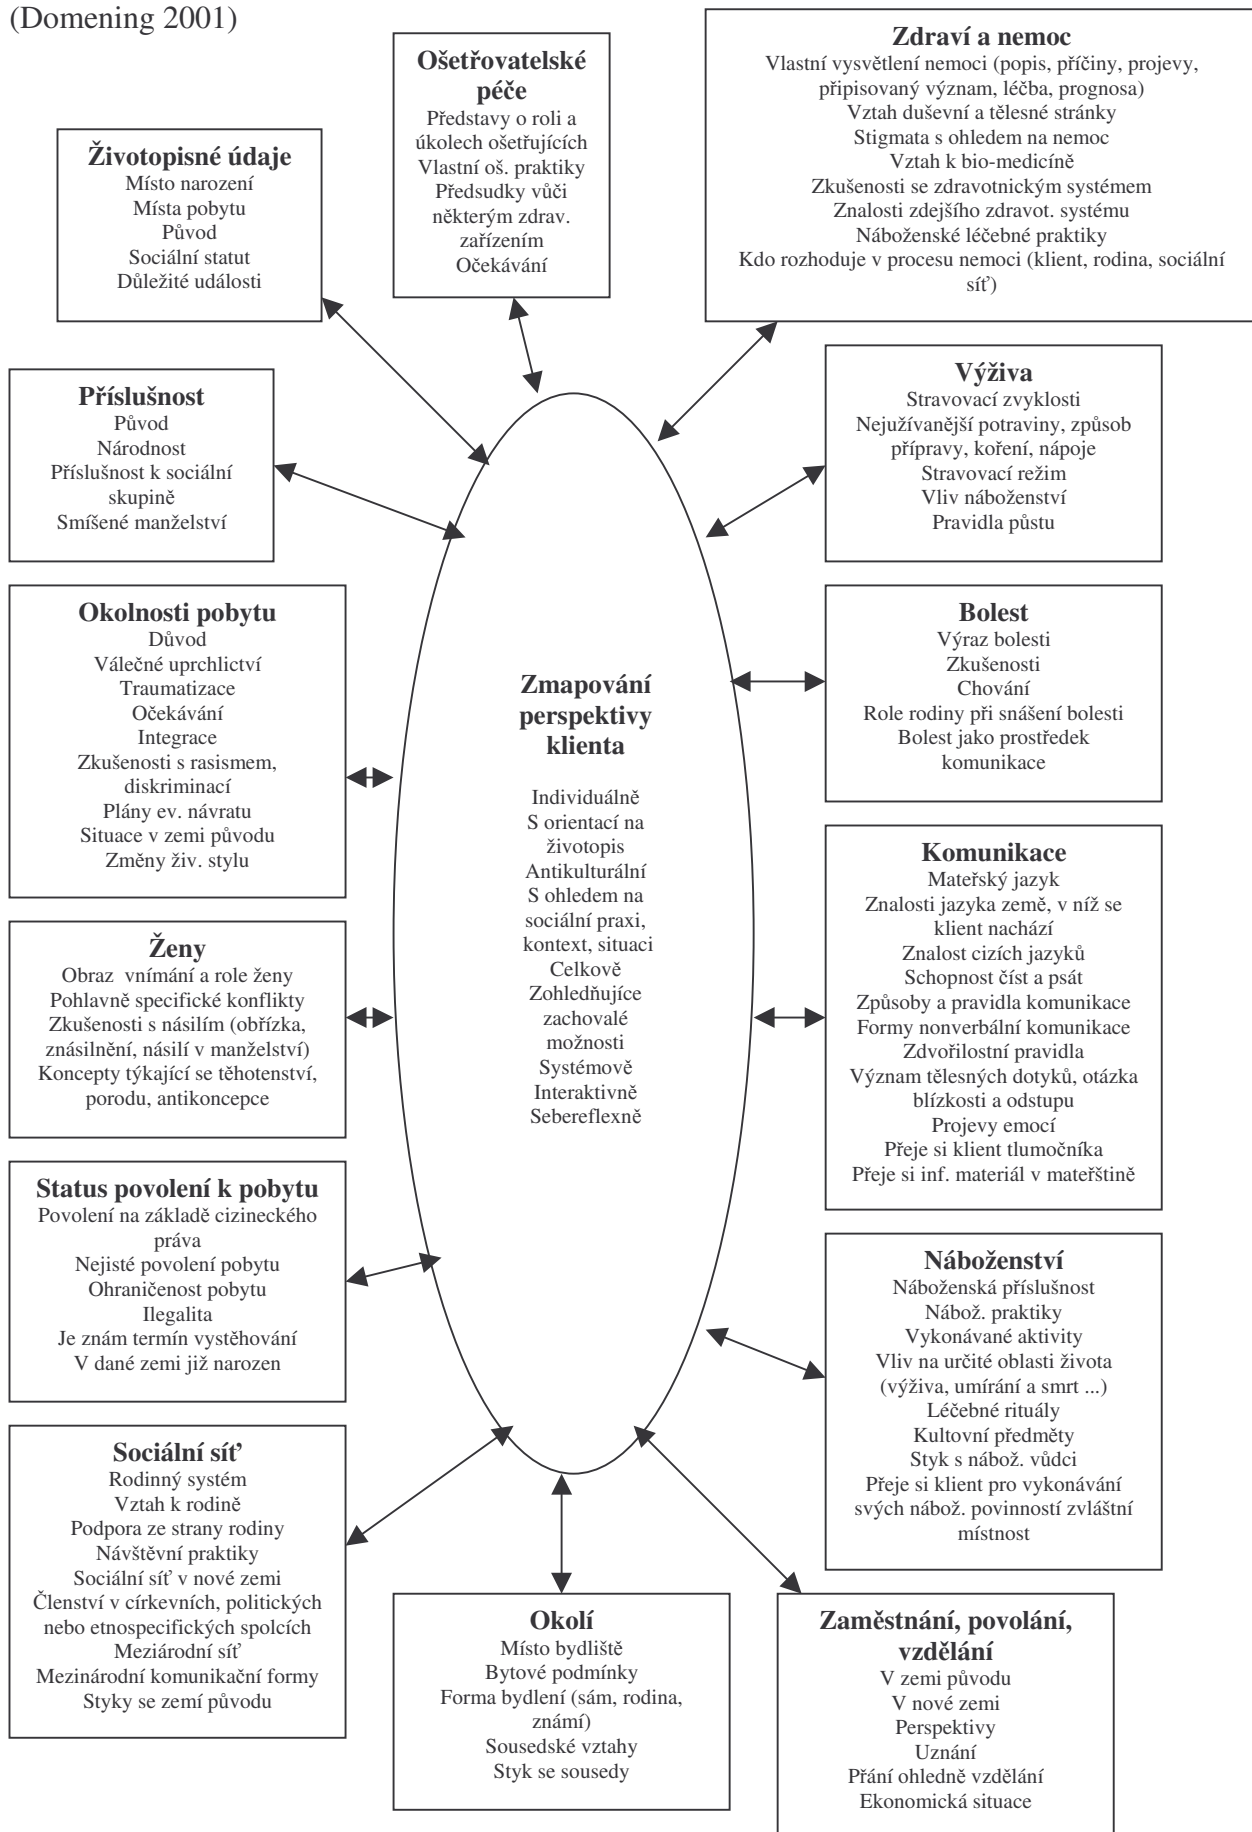 (Domening 2001)
Ošetřovatelské
péče
Představy o roli a
úkolech ošetřujících
Vlastní oš. praktiky
Předsudky vůči
některým zdrav.
zařízením
Očekávání
Zdraví a nemoc
Vlastní vysvětlení nemoci (popis, příčiny, projevy,
připisovaný význam, léčba, prognosa)
Vztah duševní a tělesné stránky
Stigmata s ohledem na nemoc
Vztah k bio-medicíně
Zkušenosti se zdravotnickým systémem
Znalosti zdejšího zdravot. systému
Náboženské léčebné praktiky
Kdo rozhoduje v procesu nemoci (klient, rodina, sociální
síť)
Životopisné údaje
Místo narození
Místa pobytu
Původ
Sociální statut
Důležité události
Výživa
Stravovací zvyklosti
Nejužívanější potraviny, způsob
přípravy, koření, nápoje
Stravovací režim
Vliv náboženství
Pravidla půstu
Příslušnost
Původ
Národnost
Příslušnost k sociální
skupině
Smíšené manželství
Okolnosti pobytu
Důvod
Válečné uprchlictví
Traumatizace
Očekávání
Integrace
Zkušenosti s rasismem,
diskriminací
Plány ev. návratu
Situace v zemi původu
Změny živ. stylu
Bolest
Výraz bolesti
Zkušenosti
Chování
Role rodiny při snášení bolesti
Bolest jako prostředek
komunikace
Zmapování
perspektivy
klienta
Individuálně
S orientací na
životopis
Antikulturální
S ohledem na
sociální praxi,
kontext, situaci
Celkově
Zohledňujíce
zachovalé
možnosti
Systémově
Interaktivně
Sebereflexně
Komunikace
Mateřský jazyk
Znalosti jazyka země, v níž se
klient nachází
Znalost cizích jazyků
Schopnost číst a psát
Způsoby a pravidla komunikace
Formy nonverbální komunikace
Zdvořilostní pravidla
Význam tělesných dotyků, otázka
blízkosti a odstupu
Projevy emocí
Přeje si klient tlumočníka
Přeje si inf. materiál v mateřštině
Ženy
Obraz  vnímání a role ženy
Pohlavně specifické konflikty
Zkušenosti s násilím (obřízka,
znásilnění, násilí v manželství)
Koncepty týkající se těhotenství,
porodu, antikoncepce
Status povolení k pobytu
Povolení na základě cizineckého
práva
Nejisté povolení pobytu
Ohraničenost pobytu
Ilegalita
Je znám termín vystěhování
V dané zemi již narozen
Náboženství
Náboženská příslušnost
Nábož. praktiky
Vykonávané aktivity
Vliv na určité oblasti života
(výživa, umírání a smrt ...)
Léčebné rituály
Kultovní předměty
Styk s nábož. vůdci
Přeje si klient pro vykonávání
svých nábož. povinností zvláštní
místnost
Sociální síť
Rodinný systém
Vztah k rodině
Podpora ze strany rodiny
Návštěvní praktiky
Sociální síť v nové zemi
Členství v církevních, politických
nebo etnospecifických spolcích
Meziárodní síť
Mezinárodní komunikační formy
Styky se zemí původu
Okolí
Místo bydliště
Bytové podmínky
Forma bydlení (sám, rodina,
známí)
Sousedské vztahy
Styk se sousedy
Zaměstnání, povolání,
vzdělání
V zemi původu
V nové zemi
Perspektivy
Uznání
Přání ohledně vzdělání
Ekonomická situace